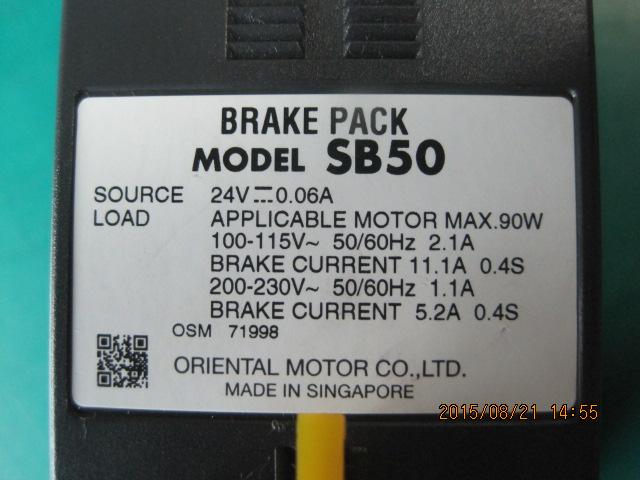 BRAKE PACK
MODEL SB50
SOURCE 24V⎓0.06A
LOAD APPLICABLE MOTOR MAX.90W
100-115V~ 50/60Hz 2.1A
BRAKE CURRENT 11.1A 0.4S
200-230V~ 50/60Hz 1.1A
BRAKE CURRENT 5.2A 0.4S
OSM 71998
ORIENTAL MOTOR CO.,LTD.
MADE IN SINGAPORE
2015/08/21 14:55